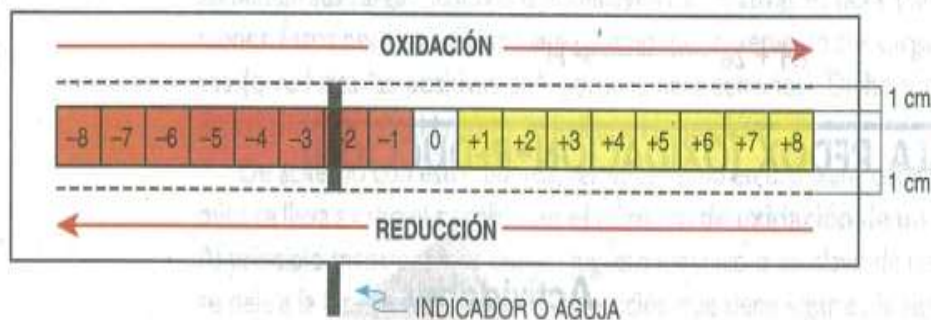 OXIDACIÓN
1 cm
–8 –7 –6 –5 –4 –3 –2 –1 0 +1 +2 +3 +4 +5 +6 +7 +8
1 cm
REDUCCIÓN
INDICADOR O AGUJA